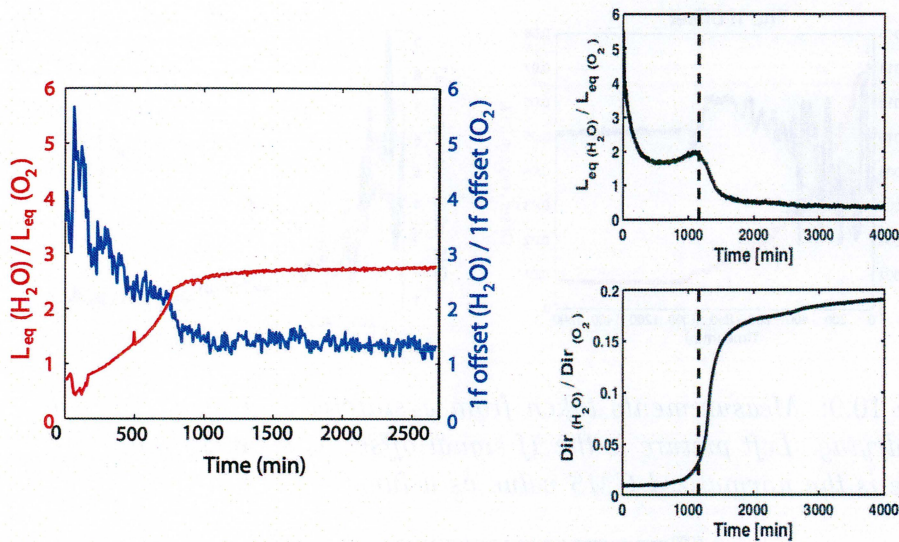 L_eq (H2O) / L_eq (O2)
6
5
4
3
2
1
0
6
5
4
3
2
1
0
1f offset (H2O) / 1f offset (O2)
0 500 1000 1500 2000 2500
Time (min)
L_eq (H2O) / L_eq (O2)
6
5
4
3
2
1
0
0 1000 2000 3000 4000
Time [min]
Dir (H2O) / Dir (O2)
0.2
0.15
0.1
0.05
0
0 1000 2000 3000 4000
Time [min]